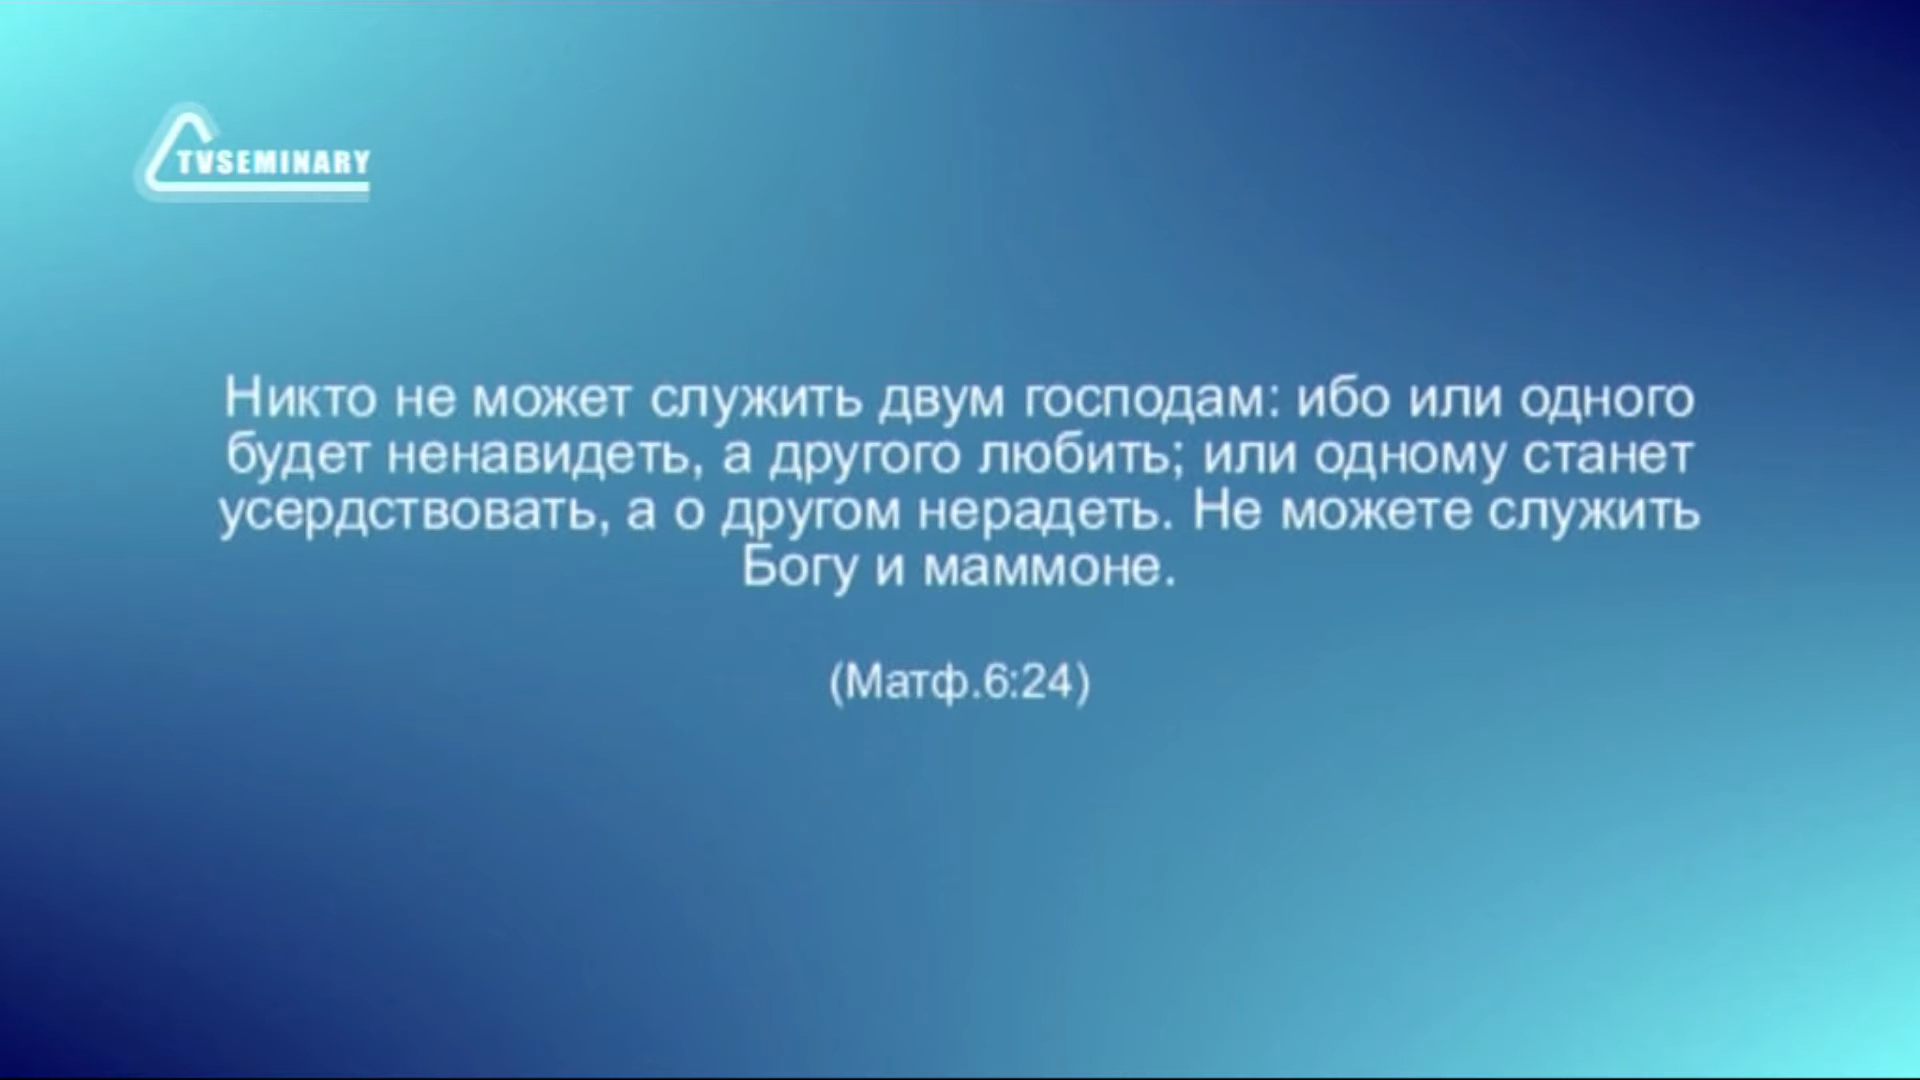 TVSEMINARY
Никто не может служить двум господам: ибо или одного
будет ненавидеть, а другого любить; или одному станет
усердствовать, а о другом нерадеть. Не можете служить
Богу и маммоне.
(Матф.6:24)